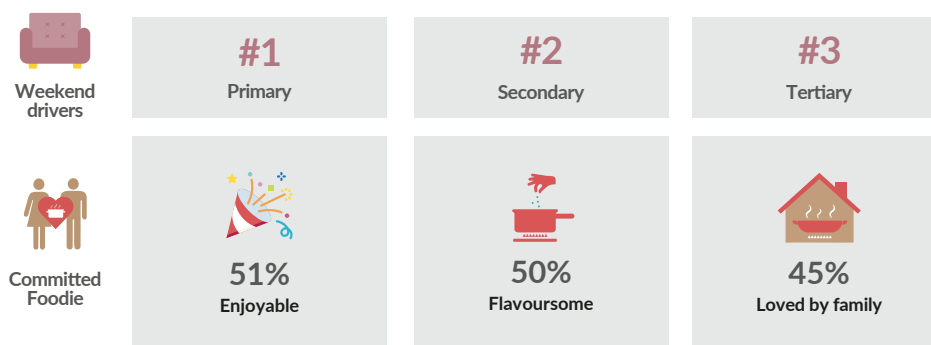 Weekend
drivers
#1
Primary
#2
Secondary
#3
Tertiary
Committed
Foodie
51%
Enjoyable
50%
Flavoursome
45%
Loved by family